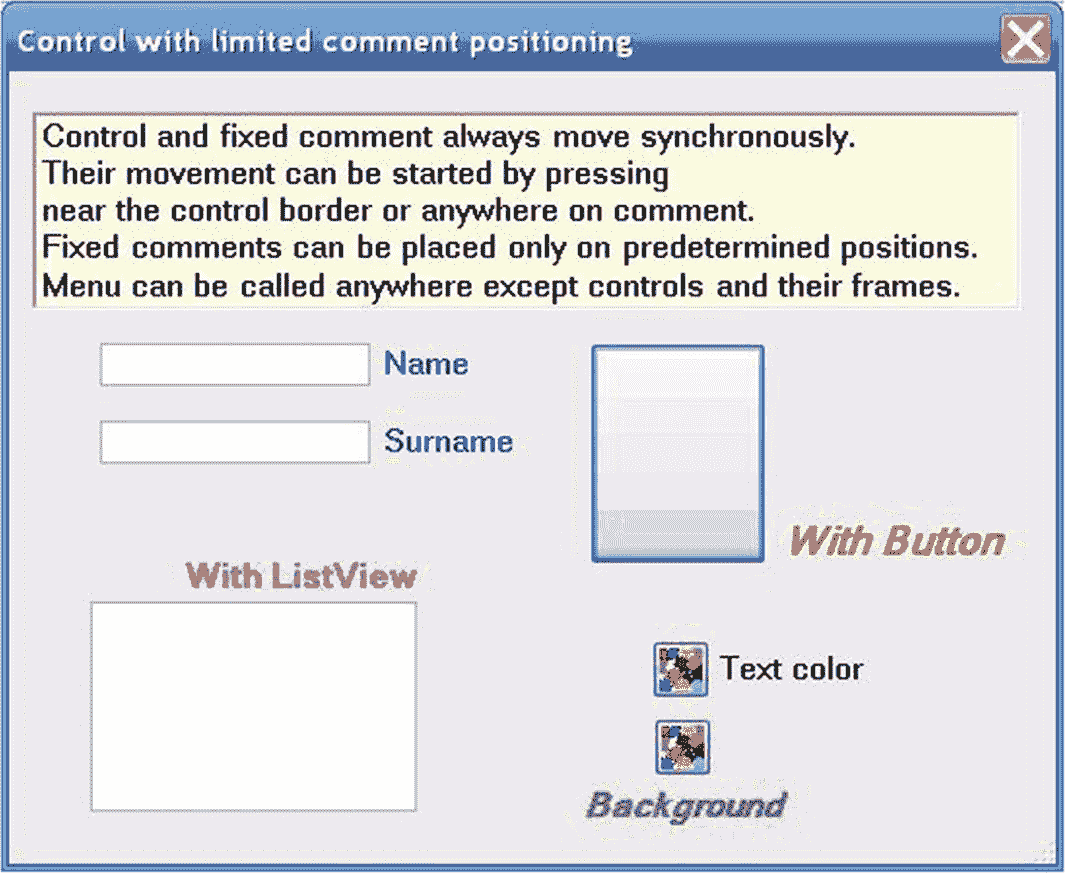 Control with limited comment positioning
Control and fixed comment always move synchronously.
Their movement can be started by pressing
near the control border or anywhere on comment.
Fixed comments can be placed only on predetermined positions.
Menu can be called anywhere except controls and their frames.
Name
Surname
With Button
With ListView
Text color
Background